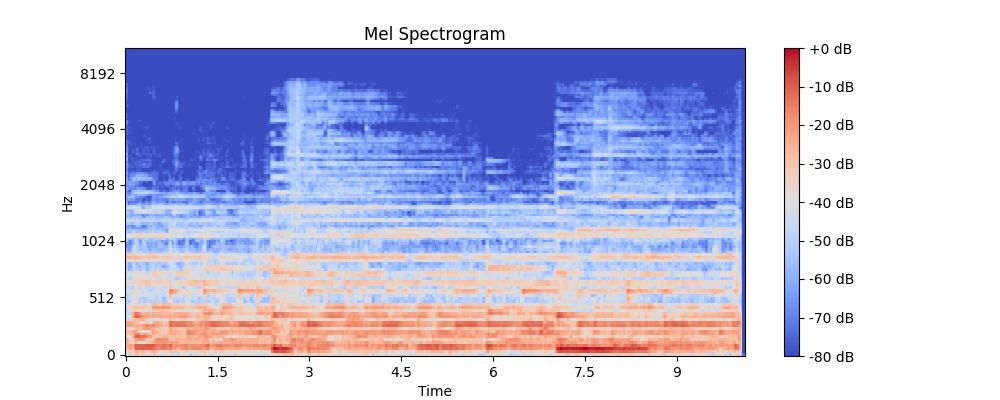 Mel Spectrogram
Hz
8192
4096
2048
1024
512
0
0 1.5 3 4.5 6 7.5 9
Time
+0 dB
-10 dB
-20 dB
-30 dB
-40 dB
-50 dB
-60 dB
-70 dB
-80 dB